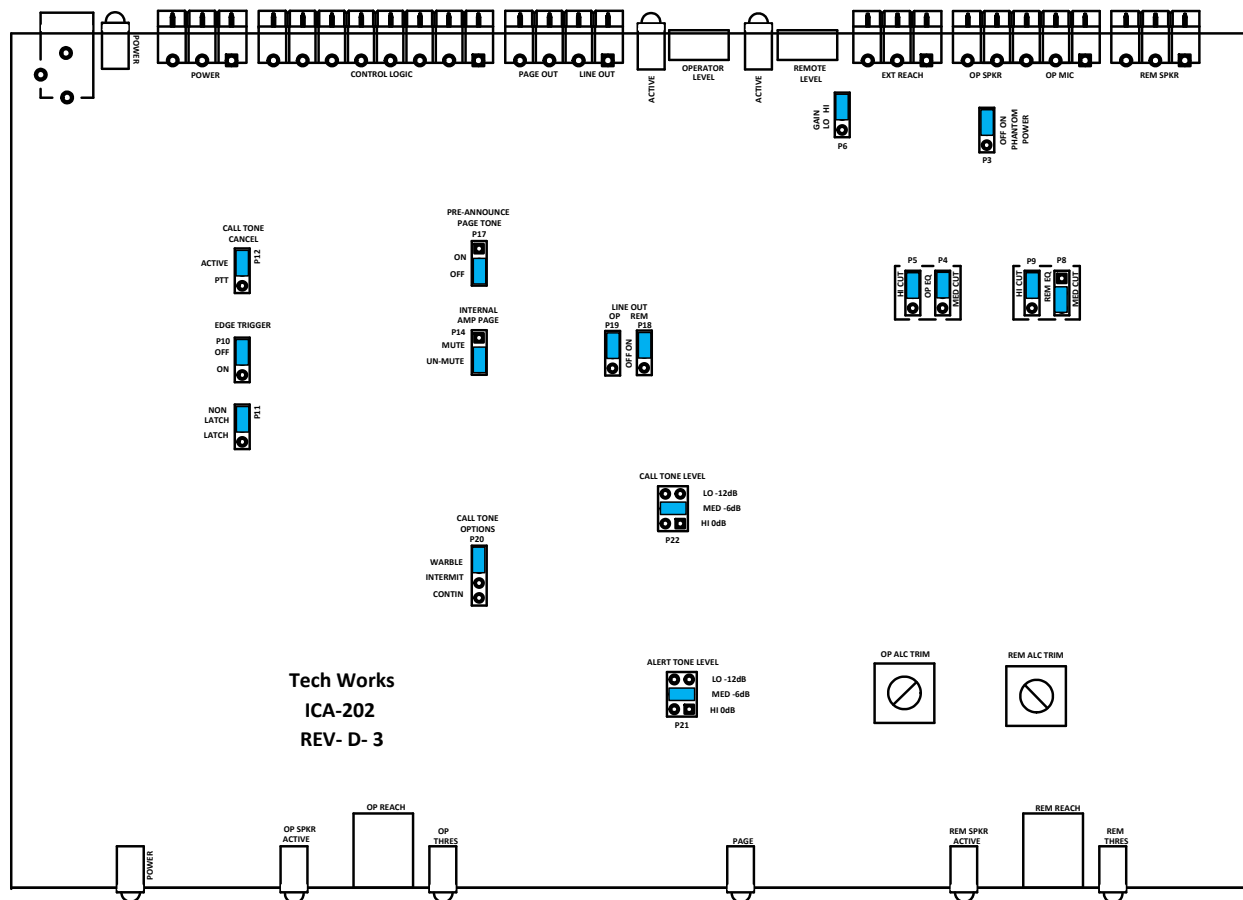 POWER
POWER
CONTROL LOGIC
PAGE OUT
LINE OUT
ACTIVE
OPERATOR
LEVEL
ACTIVE
REMOTE
LEVEL
EXT REACH
OP SPKR
OP MIC
REM SPKR
GAIN
LO HI
P6
OFF ON
PHANTOM
POWER
P3
CALL TONE
CANCEL
P12
ACTIVE
PTT
PRE-ANNOUNCE
PAGE TONE
P17
ON
OFF
P5
P4
HI CUT
OP EQ
MED CUT
P9
P8
HI CUT
REM EQ
MED CUT
EDGE TRIGGER
P10
OFF
ON
INTERNAL
AMP PAGE
P14
MUTE
UN-MUTE
LINE OUT
OP REM
P19 P18
OFF ON
NON
LATCH
LATCH
P11
CALL TONE LEVEL
LO -12dB
MED -6dB
HI 0dB
P22
CALL TONE
OPTIONS
P20
WARBLE
INTERMIT
CONTIN
Tech Works
ICA-202
REV- D- 3
ALERT TONE LEVEL
LO -12dB
MED -6dB
HI 0dB
P21
OP ALC TRIM
REM ALC TRIM
POWER
OP SPKR
ACTIVE
OP REACH
OP
THRES
PAGE
REM SPKR
ACTIVE
REM REACH
REM
THRES